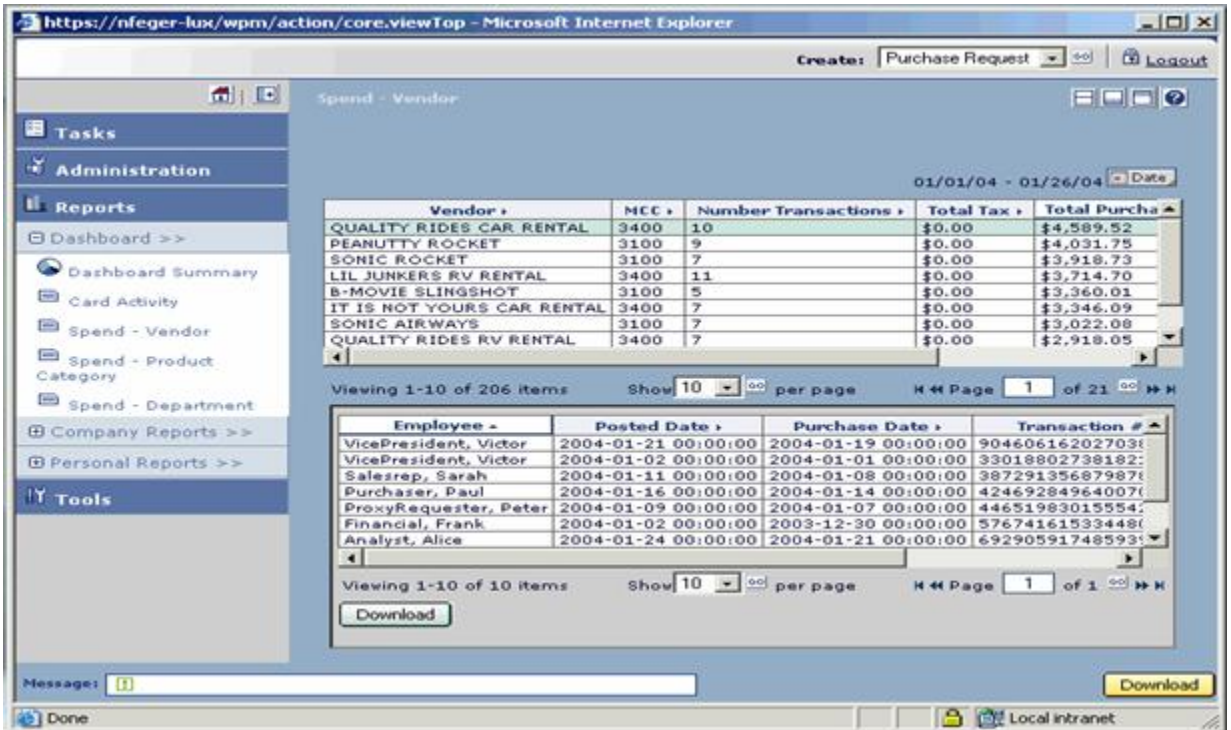 https://nfeger-lux/wpm/action/core.viewTop - Microsoft Internet Explorer
Create: Purchase Request Logout
Spend - Vendor
Tasks
Administration
Reports
Dashboard >>
Dashboard Summary
Card Activity
Spend - Vendor
Spend - Product
Category
Spend - Department
Company Reports >>
Personal Reports >>
Tools
01/01/04 - 01/26/04 Date
Vendor MCC Number Transactions Total Tax Total Purcha
QUALITY RIDES CAR RENTAL 3400 10 $0.00 $4,589.52
PEANUTTY ROCKET 3100 9 $0.00 $4,031.75
SONIC ROCKET 3100 7 $0.00 $3,918.73
LIL JUNKERS RV RENTAL 3400 11 $0.00 $3,714.70
B-MOVIE SLINGSHOT 3100 5 $0.00 $3,360.01
IT IS NOT YOURS CAR RENTAL 3400 7 $0.00 $3,346.09
SONIC AIRWAYS 3100 7 $0.00 $3,022.08
QUALITY RIDES RV RENTAL 3400 7 $0.00 $2,918.05
Viewing 1-10 of 206 items Show 10 GO per page Page 1 of 21 GO
Employee Posted Date Purchase Date Transaction #
VicePresident, Victor 2004-01-21 00:00:00 2004-01-19 00:00:00
VicePresident, Victor 2004-01-02 00:00:00 2004-01-01 00:00:00
Salesrep, Sarah 2004-01-11 00:00:00 2004-01-08 00:00:00
Purchaser, Paul 2004-01-16 00:00:00 2004-01-14 00:00:00
ProxyRequester, Peter 2004-01-09 00:00:00 2004-01-07 00:00:00
Financial, Frank 2004-01-02 00:00:00 2003-12-30 00:00:00
Analyst, Alice 2004-01-24 00:00:00 2004-01-21 00:00:00
Viewing 1-10 of 10 items Show 10 GO per page Page 1 of 1 GO
Download
Message:
Download
Done Local intranet